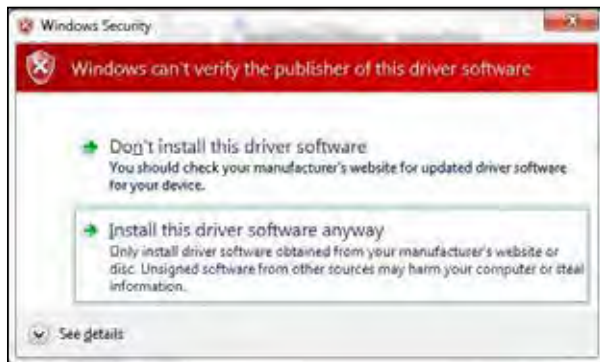 Windows Security
Windows can't verify the publisher of this driver software
Don't install this driver software
You should check your manufacturer's website for updated driver software
for your device.
Install this driver software anyway
Only install driver software obtained from your manufacturer's website or
disc. Unsigned software from other sources may harm your computer or steal
information.
See details